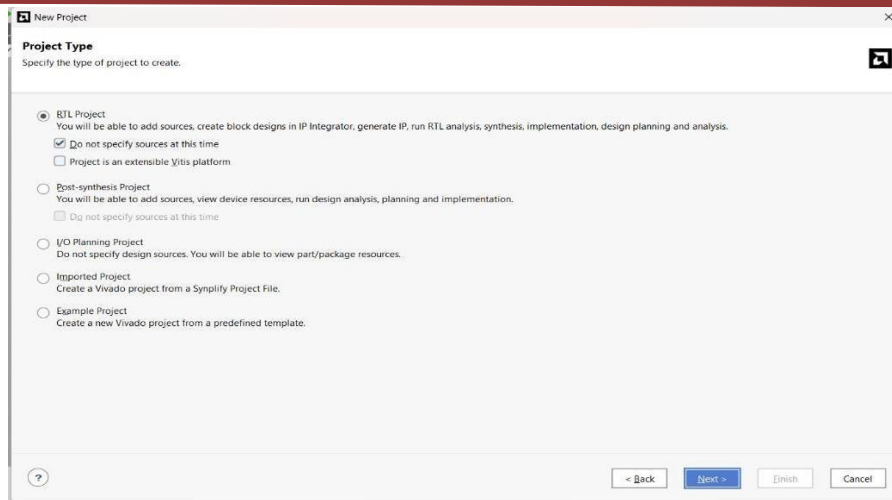 New Project
Project Type
Specify the type of project to create.
RTL Project
You will be able to add sources, create block designs in IP Integrator, generate IP, run RTL analysis, synthesis, implementation, design planning and analysis.
Do not specify sources at this time
Project is an extensible Vitis platform
Post-synthesis Project
You will be able to add sources, view device resources, run design analysis, planning and implementation.
Do not specify sources at this time
I/O Planning Project
Do not specify design sources. You will be able to view part/package resources.
Imported Project
Create a Vivado project from a Synplify Project File.
Example Project
Create a new Vivado project from a predefined template.
? < Back Next > Finish Cancel